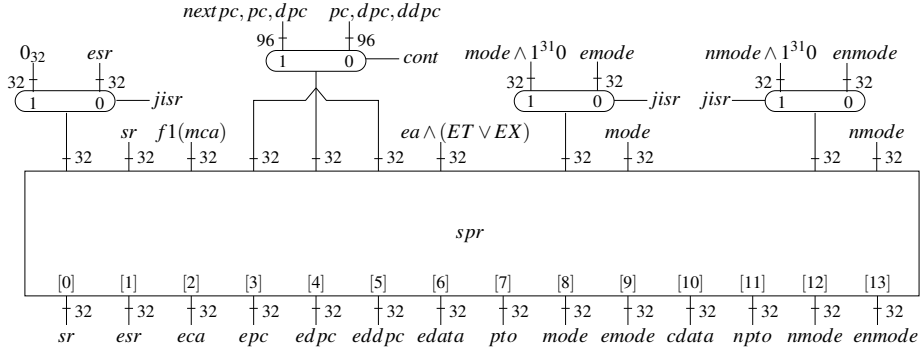 nextpc, pc, dpc pc, dpc, ddpc
0₃₂ esr 96 96 mode ∧ 1³¹0 emode nmode ∧ 1³¹0 enmode
32 32 1 0 cont 32 32 32 32
1 0 jisr 1 0 jisr jisr 1 0
sr f1(mca) ea ∧ (ET ∨ EX) mode nmode
32 32 32 32 32 32 32 32 32 32 32
spr
[0] [1] [2] [3] [4] [5] [6] [7] [8] [9] [10] [11] [12] [13]
32 32 32 32 32 32 32 32 32 32 32 32 32 32
sr esr eca epc edpc eddpc edata pto mode emode cdata npto nmode enmode